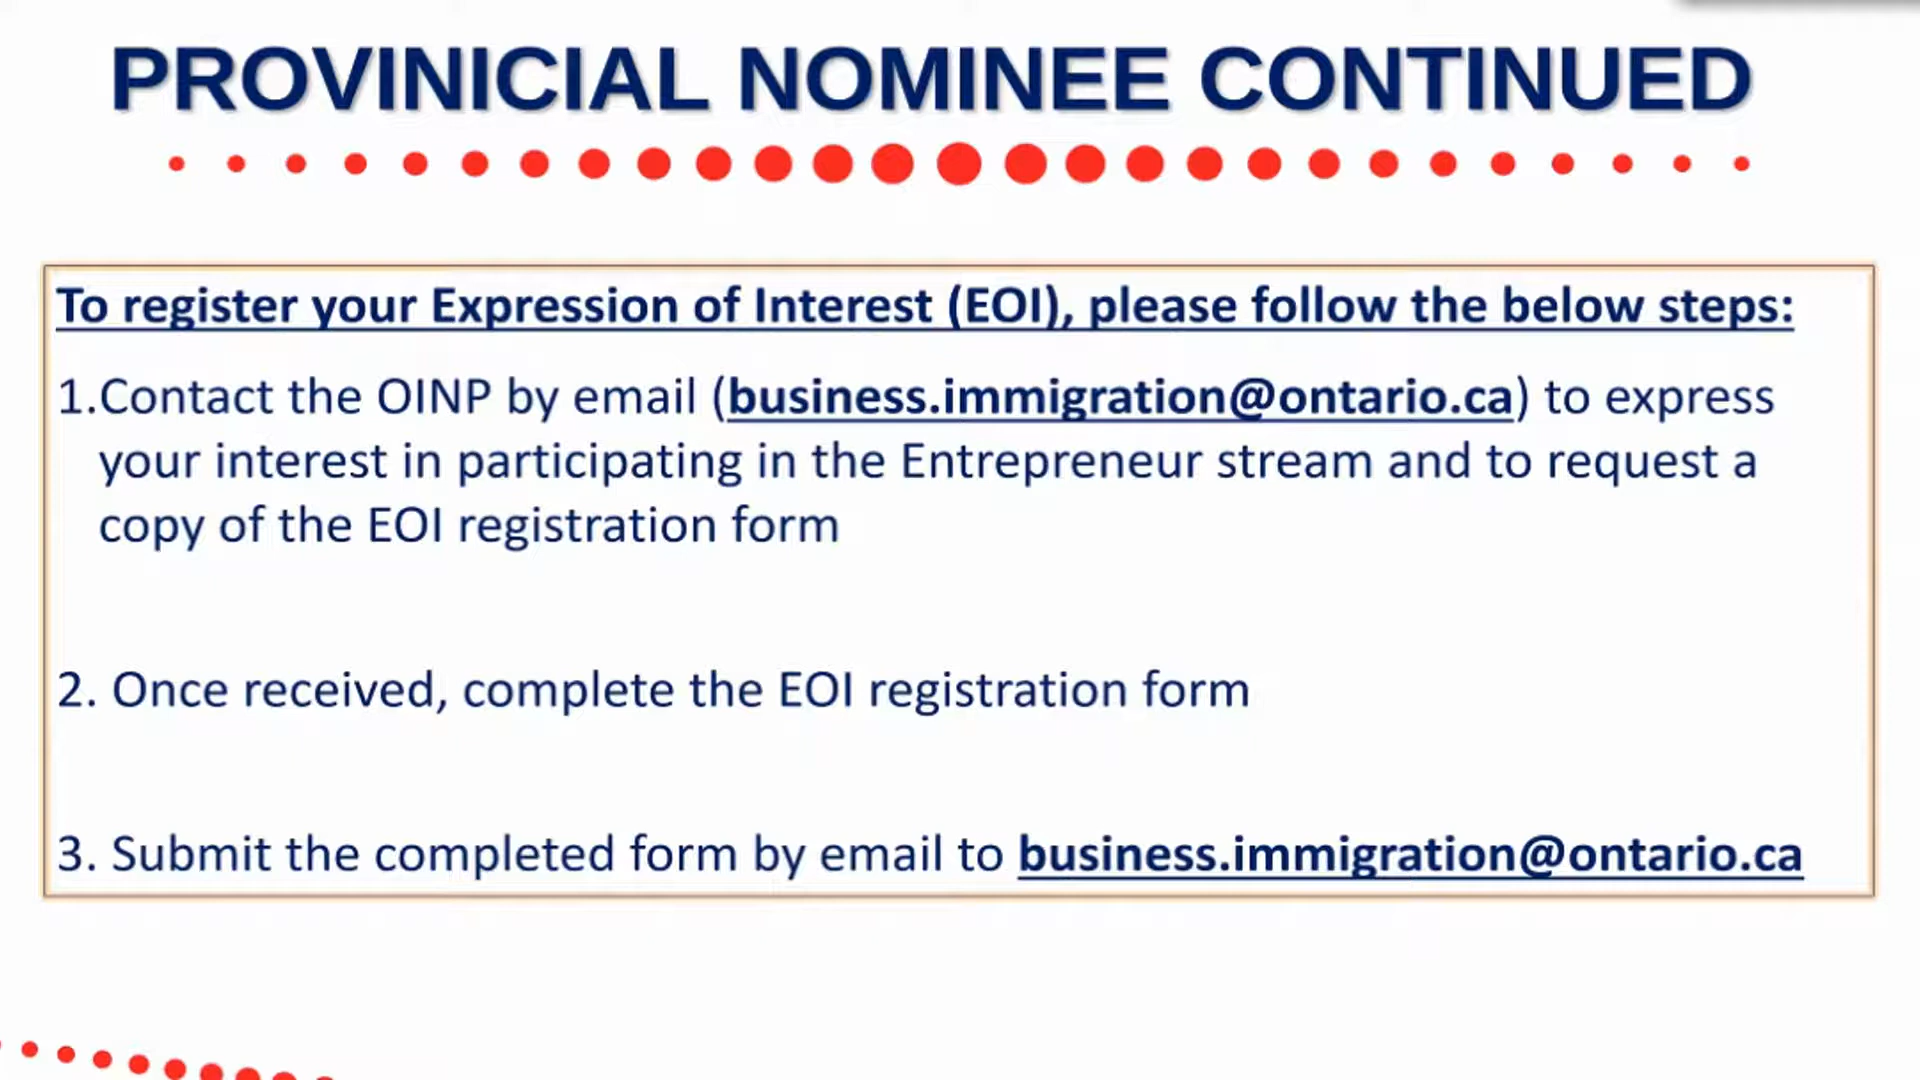 PROVINICIAL NOMINEE CONTINUED
To register your Expression of Interest (EOI), please follow the below steps:
1.Contact the OINP by email (business.immigration@ontario.ca) to express
your interest in participating in the Entrepreneur stream and to request a
copy of the EOI registration form
2. Once received, complete the EOI registration form
3. Submit the completed form by email to business.immigration@ontario.ca